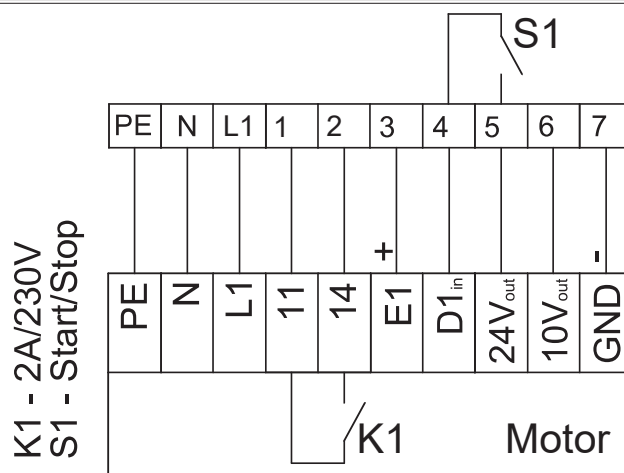 S1
PE N L1 1 2 3 4 5 6 7
+ -
PE N L1 11 14 E1 D1in 24Vout 10Vout GND
K1 Motor
K1 - 2A/230V
S1 - Start/Stop